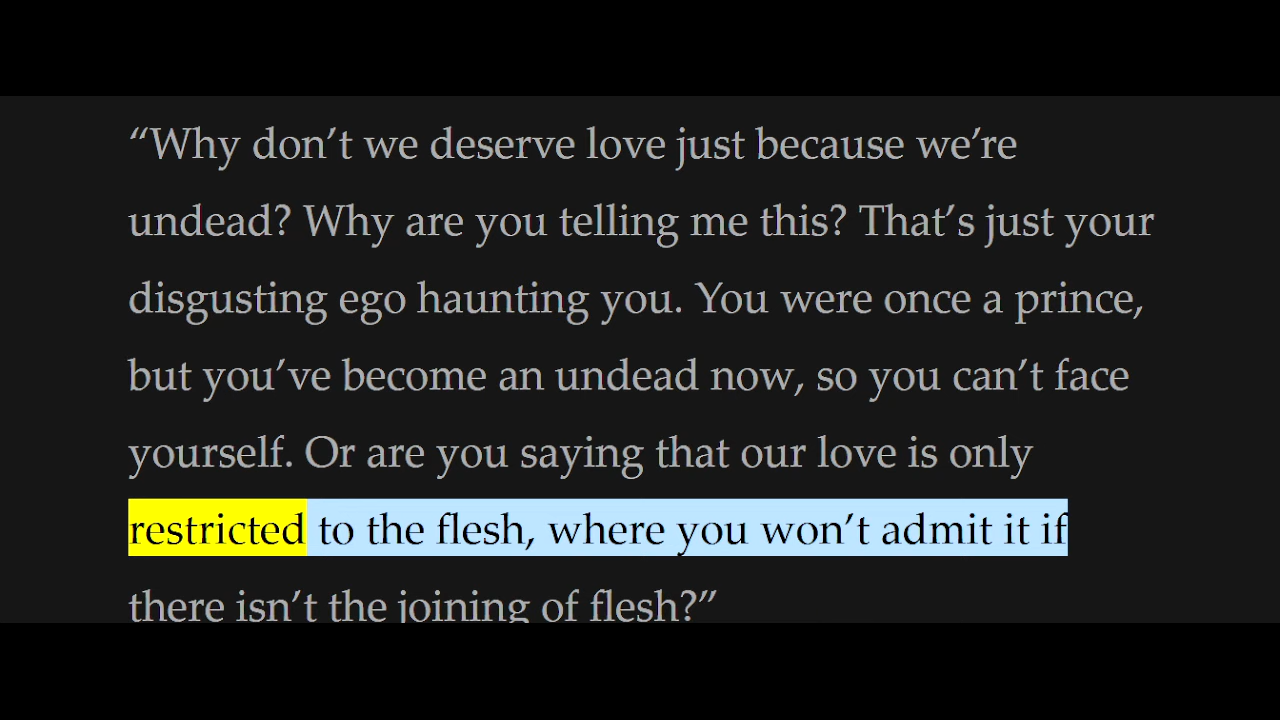 “Why don’t we deserve love just because we’re
undead? Why are you telling me this? That’s just your
disgusting ego haunting you. You were once a prince,
but you’ve become an undead now, so you can’t face
yourself. Or are you saying that our love is only
restricted to the flesh, where you won’t admit it if
there isn’t the joining of flesh?”